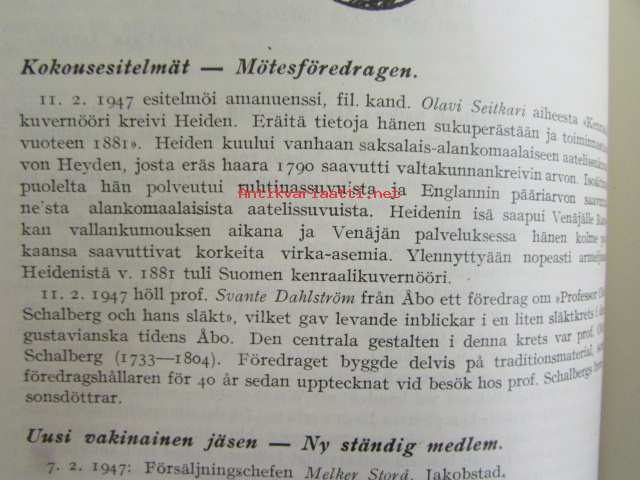 Kokousesitelmät — Mötesföredragen.
11. 2. 1947 esitelmöi amanuenssi, fil. kand. Olavi Seitkari aiheesta
kuvernööri kreivi Heiden. Eräitä tietoja hänen sukuperästään ja
vuoteen 1881». Heiden kuului vanhaan saksalais-alankomaalaiseen
von Heyden, josta eräs haara 1790 saavutti valtakunnankreivin arvon.
puolelta hän polveutui ruhtinassuvuista ja Englannin pääriarvon
ne'sta alankomaalaisista aatelissuvuista. Heidenin isä saapui Venäjälle
kan vallankumouksen aikana ja Venäjän palveluksessa hänen kolme
kaansa saavuttivat korkeita virka-asemia. Ylennyttyään nopeasti
Heidenistä v. 1881 tuli Suomen kenraalikuvernööri.
11. 2. 1947 höll prof. Svante Dahlström från Åbo ett föredrag om »Professor
Schalberg och hans släkt», vilket gav levande inblickar i en liten släktkrets i
gustavianska tidens Åbo. Den centrala gestalten i denna krets var prof.
Schalberg (1733—1804). Föredraget byggde delvis på traditionsmaterial,
föredragshållaren för 40 år sedan upptecknat vid besök hos prof. Schalbergs
sonsdöttrar.
Uusi vakinainen jäsen — Ny ständig medlem.
7. 2. 1947: Försäljningschefen Melker Storå, Jakobstad.
antikvariaatti.net